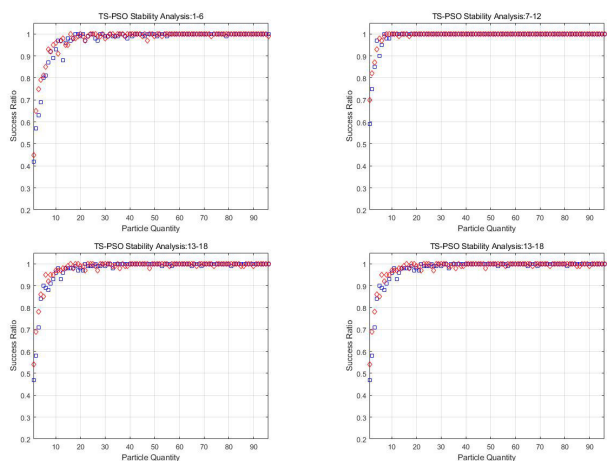 TS-PSO Stability Analysis:1-6
1
0.9
0.8
0.7
0.6
0.5
0.4
0.3
0.2
Success Ratio
10 20 30 40 50 60 70 80 90
Particle Quantity
TS-PSO Stability Analysis:7-12
1
0.9
0.8
0.7
0.6
0.5
0.4
0.3
0.2
Success Ratio
10 20 30 40 50 60 70 80 90
Particle Quantity
TS-PSO Stability Analysis:13-18
1
0.9
0.8
0.7
0.6
0.5
0.4
0.3
0.2
Success Ratio
10 20 30 40 50 60 70 80 90
Particle Quantity
TS-PSO Stability Analysis:13-18
1
0.9
0.8
0.7
0.6
0.5
0.4
0.3
0.2
Success Ratio
10 20 30 40 50 60 70 80 90
Particle Quantity